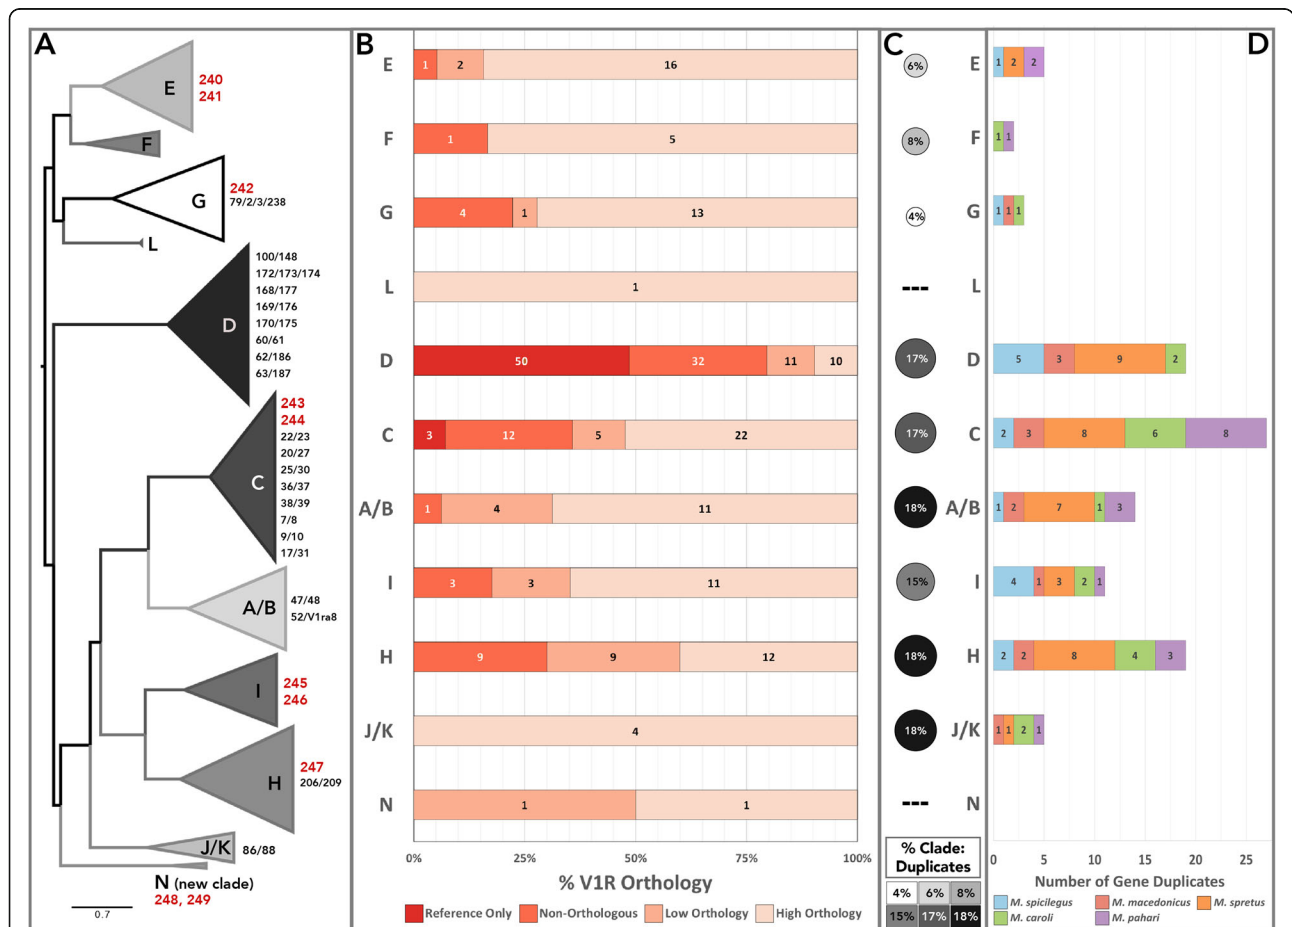 A
E
240
241
F
G
242
79/2/3/238
L
D
100/148
172/173/174
168/177
169/176
170/175
60/61
62/186
63/187
C
243
244
22/23
20/27
25/30
36/37
38/39
7/8
9/10
17/31
A/B
47/48
52/V1ra8
I
245
246
H
247
206/209
J/K
86/88
N (new clade)
248, 249
0.7
B
E 1 2 16
F 1 5
G 4 1 13
L 1
D 50 32 11 10
C 3 12 5 22
A/B 1 4 11
I 3 3 11
H 9 9 12
J/K 4
N 1 1
0% 25% 50% 75% 100%
% V1R Orthology
Reference Only Non-Orthologous Low Orthology High Orthology
C
6%
8%
4%
---
17%
17%
18%
15%
18%
18%
---
% Clade:
Duplicates
4% 6% 8%
15% 17% 18%
D
E 1 2 2
F 1 1
G 1 1 1
L
D 5 3 9 2
C 2 3 8 6 8
A/B 1 2 7 1 3
I 4 1 3 2 1
H 2 2 8 4 3
J/K 1 1 2 1
N
0 5 10 15 20 25
Number of Gene Duplicates
M. spicilegus M. macedonicus M. spretus
M. caroli M. pahari